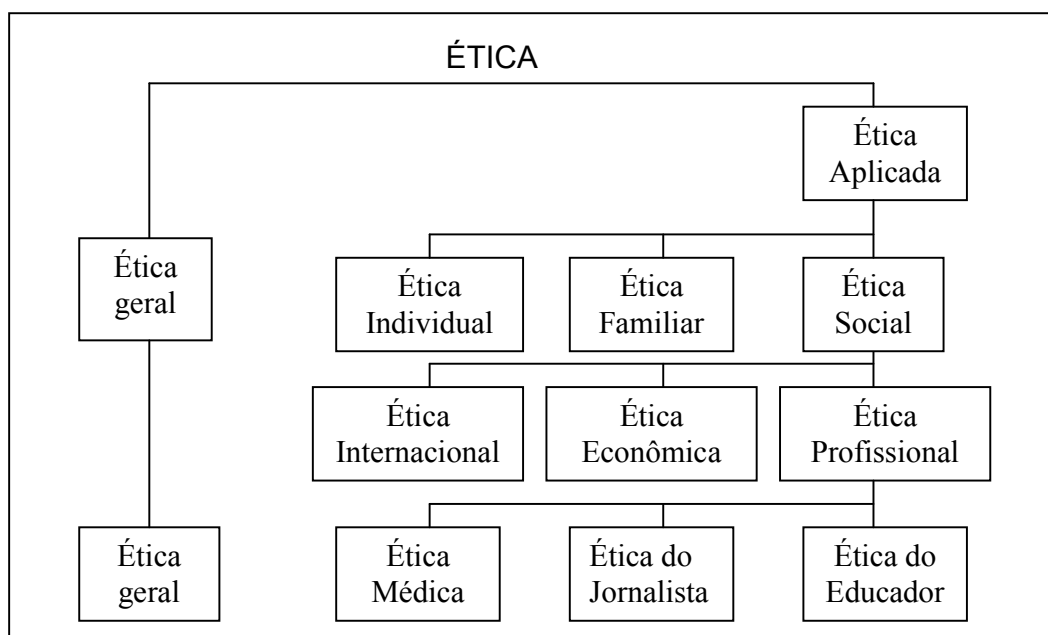 ÉTICA
Ética
Aplicada
Ética
geral
Ética
Individual
Ética
Familiar
Ética
Social
Ética
Internacional
Ética
Econômica
Ética
Profissional
Ética
geral
Ética
Médica
Ética do
Jornalista
Ética do
Educador